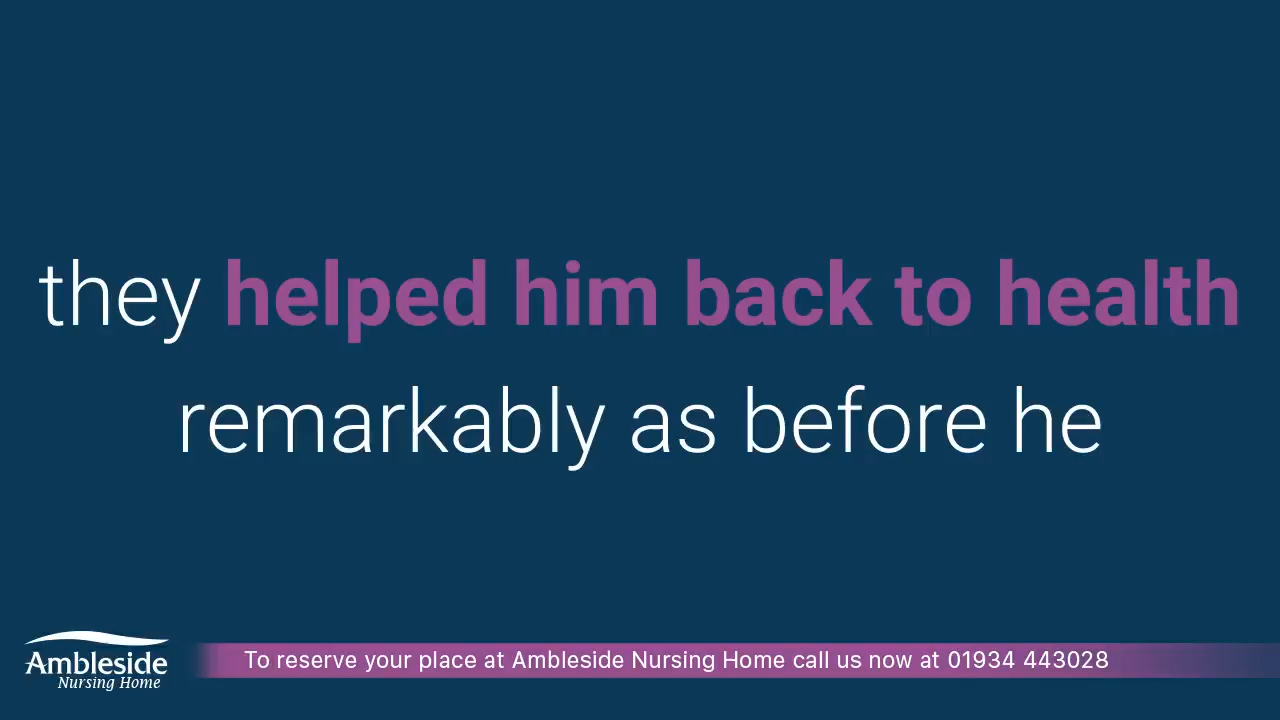 they helped him back to health
remarkably as before he
Ambleside
Nursing Home
To reserve your place at Ambleside Nursing Home call us now at 01934 443028